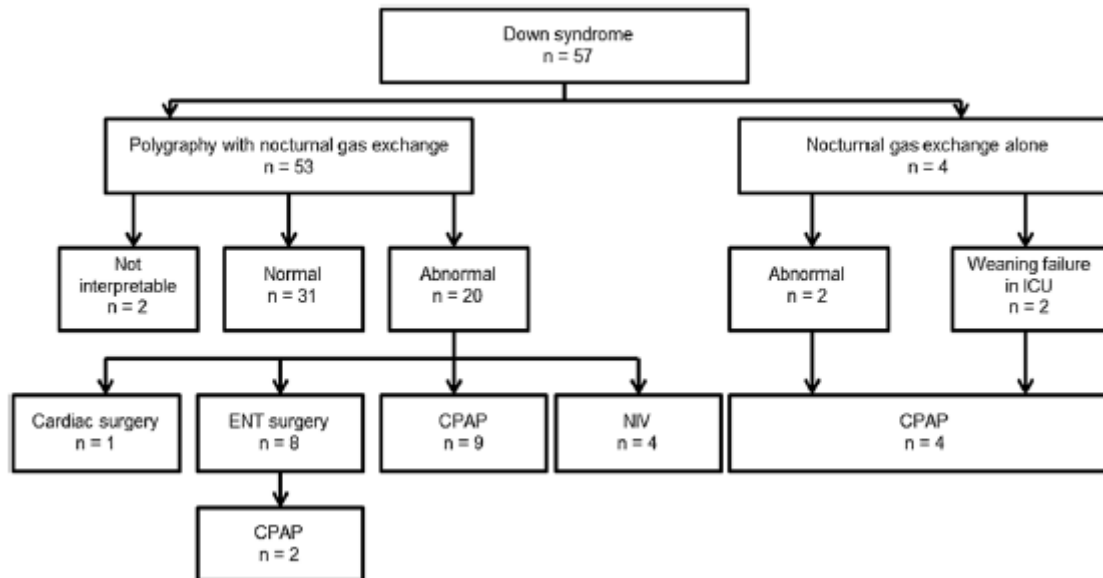 Down syndrome
n = 57
Polygraphy with nocturnal gas exchange
n = 53
Nocturnal gas exchange alone
n = 4
Not
interpretable
n = 2
Normal
n = 31
Abnormal
n = 20
Abnormal
n = 2
Weaning failure
in ICU
n = 2
Cardiac surgery
n = 1
ENT surgery
n = 8
CPAP
n = 9
NIV
n = 4
CPAP
n = 4
CPAP
n = 2